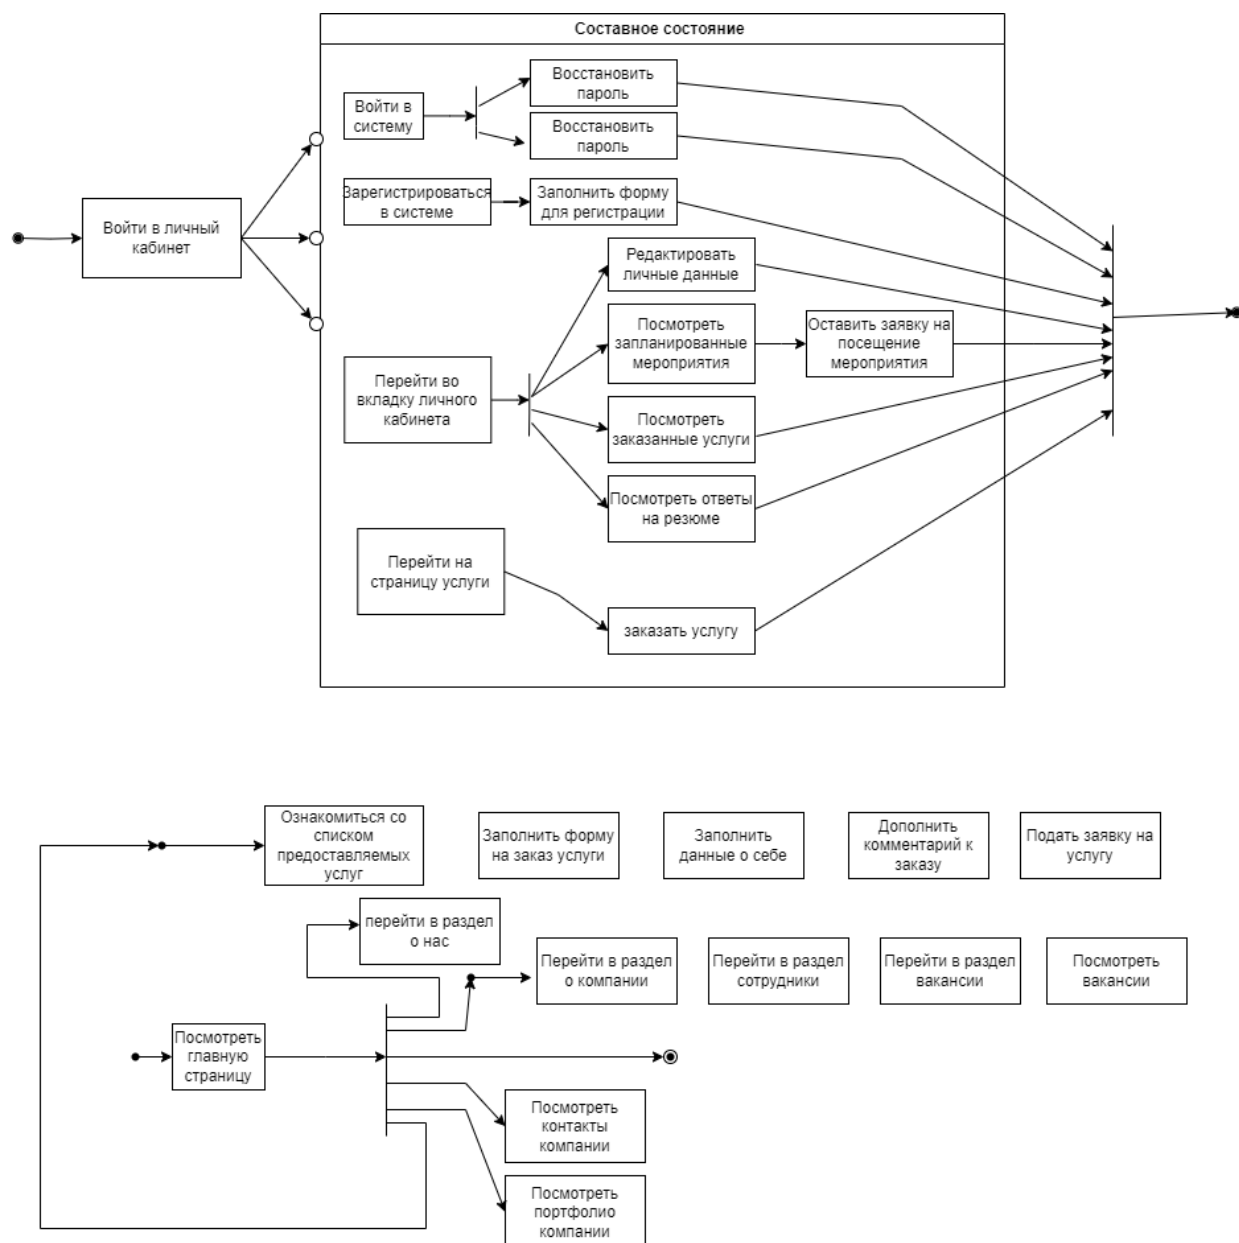 Составное состояние
Восстановить
пароль
Войти в
систему
Восстановить
пароль
Зарегистрироваться
в системе
Заполнить форму
для регистрации
Войти в личный
кабинет
Редактировать
личные данные
Посмотреть
запланированные
мероприятия
Оставить заявку на
посещение
мероприятия
Перейти во
вкладку личного
кабинета
Посмотреть
заказанные услуги
Посмотреть ответы
на резюме
Перейти на
страницу услуги
заказать услугу
Ознакомиться со
списком
предоставляемых
услуг
Заполнить форму
на заказ услуги
Заполнить
данные о себе
Дополнить
комментарий к
заказу
Подать заявку на
услугу
перейти в раздел
о нас
Перейти в раздел
о компании
Перейти в раздел
сотрудники
Перейти в раздел
вакансии
Посмотреть
вакансии
Посмотреть
главную
страницу
Посмотреть
контакты
компании
Посмотреть
портфолио
компании